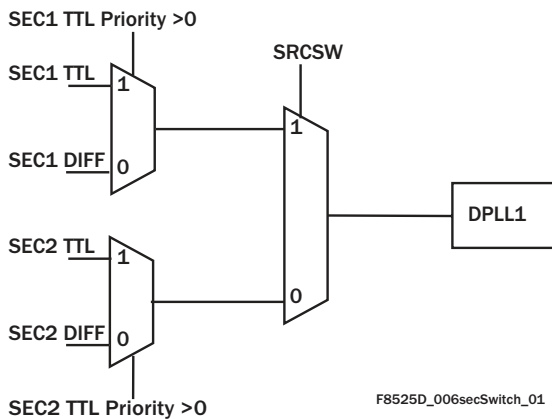 SEC1 TTL Priority >0
SRCSW
SEC1 TTL
1
1
SEC1 DIFF
0
DPLL1
SEC2 TTL
1
0
SEC2 DIFF
0
SEC2 TTL Priority >0
F8525D_006secSwitch_01